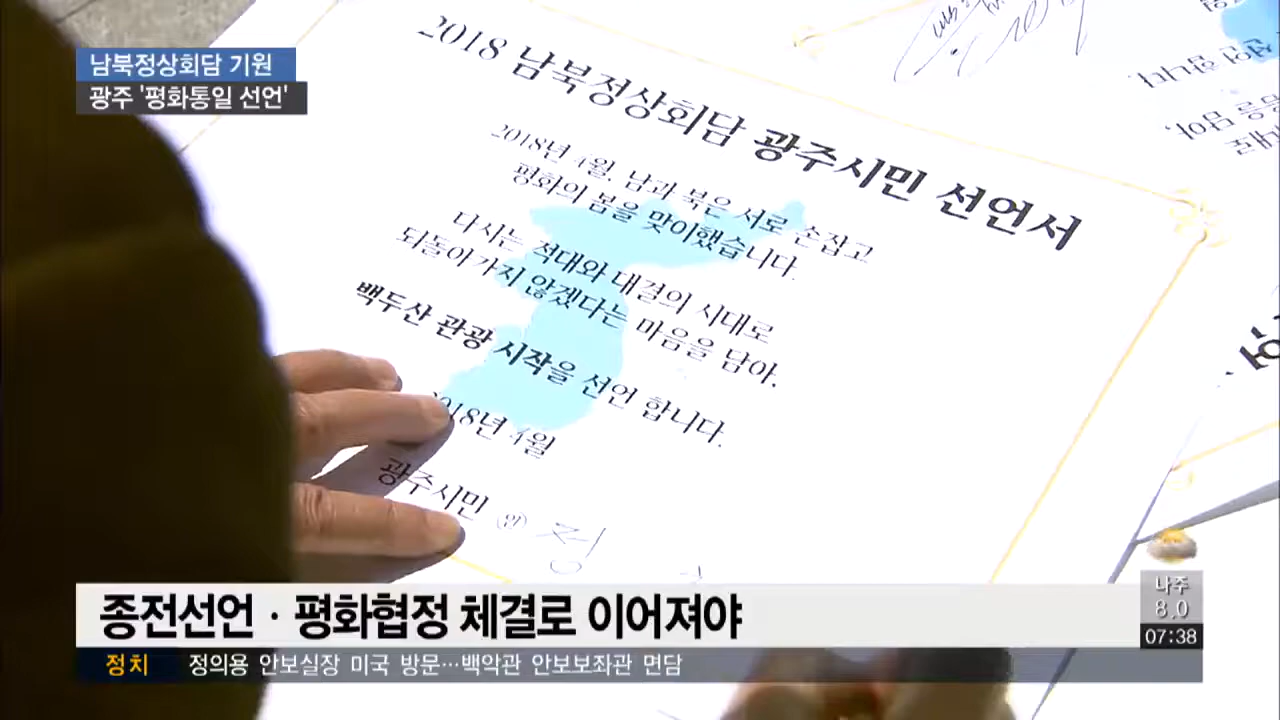 남북정상회담 기원
광주 '평화통일 선언'
2018 남북정상회담 광주시민 선언서
2018년 4월, 남과 북은 서로 손잡고
평화의 봄을 맞이했습니다.
다시는 적대와 대결의 시대로
되돌아가지 않겠다는 마음을 담아,
백두산 관광 시작을 선언 합니다.
2018년 4월
광주시민 ㊞ 정
종전선언 · 평화협정 체결로 이어져야
나주
8.0
07:38
정치 정의용 안보실장 미국 방문…백악관 안보보좌관 면담